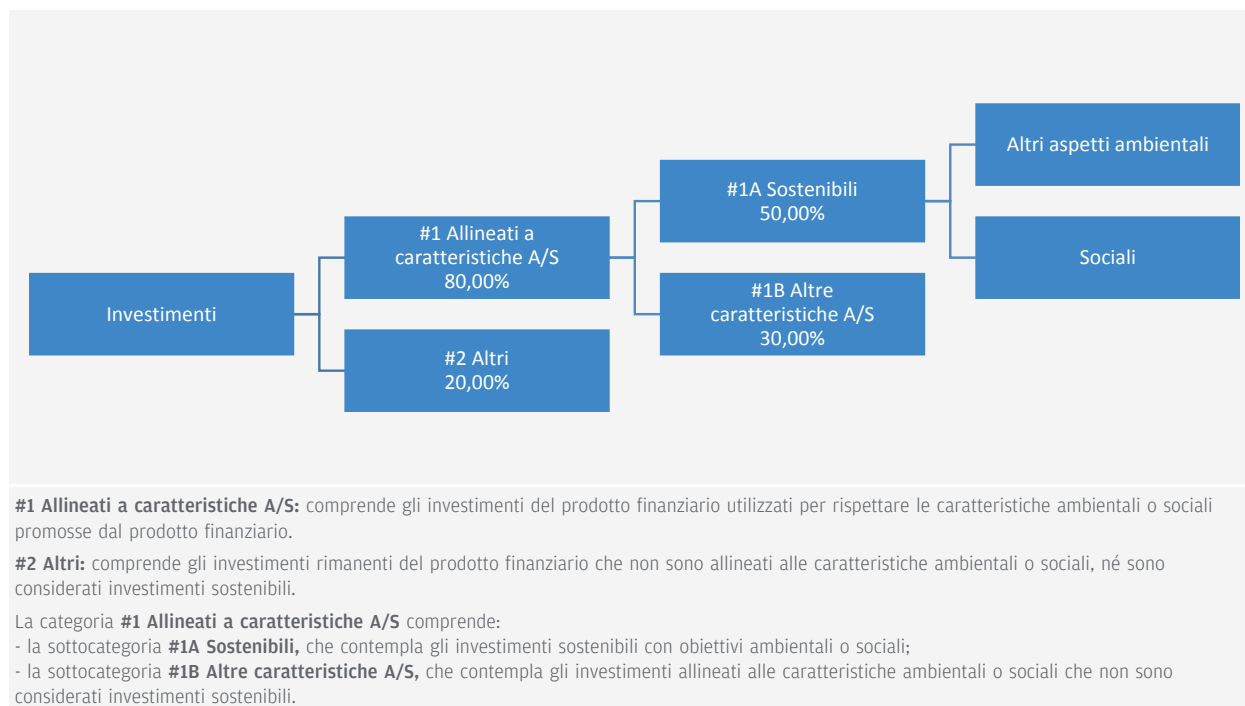 Altri aspetti ambientali
#1A Sostenibili
50,00%
#1 Allineati a
caratteristiche A/S
80,00%
Sociali
#1B Altre
caratteristiche A/S
30,00%
Investimenti
#2 Altri
20,00%
#1 Allineati a caratteristiche A/S: comprende gli investimenti del prodotto finanziario utilizzati per rispettare le caratteristiche ambientali o sociali
promosse dal prodotto finanziario.
#2 Altri: comprende gli investimenti rimanenti del prodotto finanziario che non sono allineati alle caratteristiche ambientali o sociali, né sono
considerati investimenti sostenibili.
La categoria #1 Allineati a caratteristiche A/S comprende:
- la sottocategoria #1A Sostenibili, che contempla gli investimenti sostenibili con obiettivi ambientali o sociali;
- la sottocategoria #1B Altre caratteristiche A/S, che contempla gli investimenti allineati alle caratteristiche ambientali o sociali che non sono
considerati investimenti sostenibili.